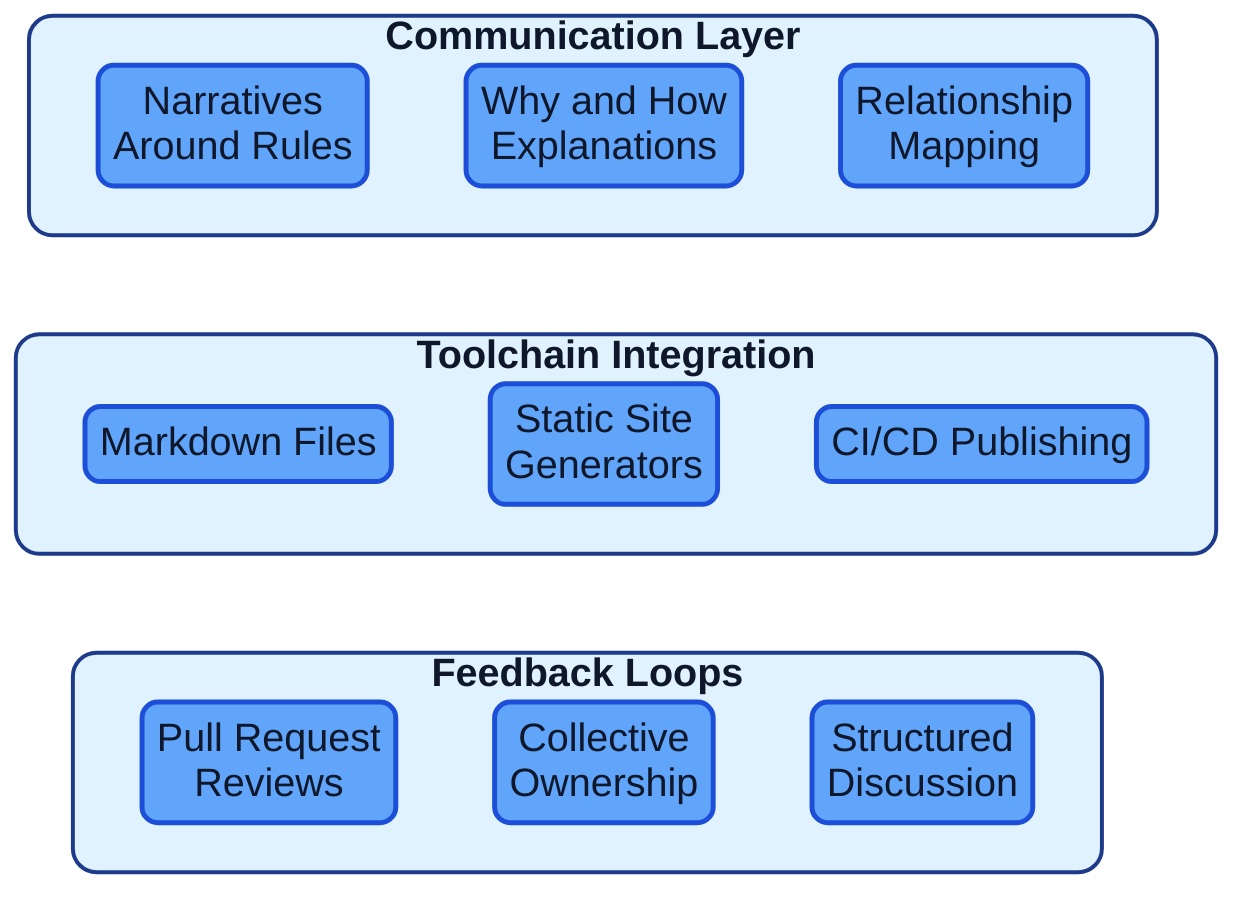 Communication Layer
Narratives
Around Rules
Why and How
Explanations
Relationship
Mapping
Toolchain Integration
Markdown Files
Static Site
Generators
CI/CD Publishing
Feedback Loops
Pull Request
Reviews
Collective
Ownership
Structured
Discussion